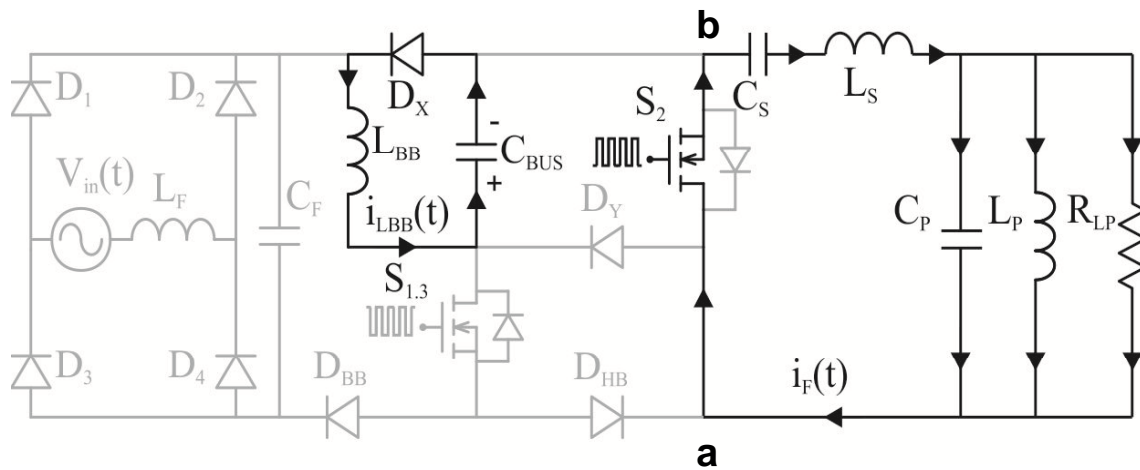 b
D1
D2
DX
CS
LS
S2
LBB
-
CBUS
+
Vin(t)
LF
CF
iLBB(t)
DY
CP
LP
RLP
S1.3
D3
D4
DBB
DHB
iF(t)
a